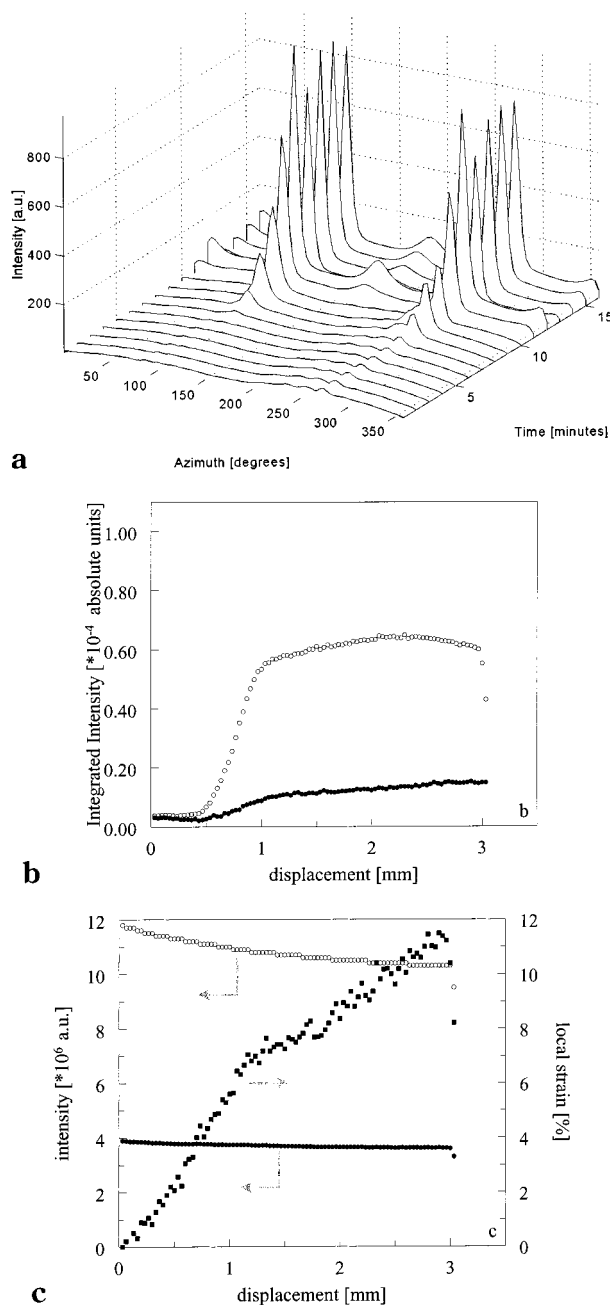 800
600
400
200
Intensity [a.u.]
50
100
150
200
250
300
350
5
10
15
Time [minutes]
Azimuth [degrees]
a
1.00
0.80
0.60
0.40
0.20
0.00
Integrated Intensity [*10-4 absolute units]
0 1 2 3
displacement [mm]
b
b
12
10
8
6
4
2
0
intensity [*10⁶ a.u.]
12
10
8
6
4
2
0
local strain [%]
0 1 2 3
displacement [mm]
c
c